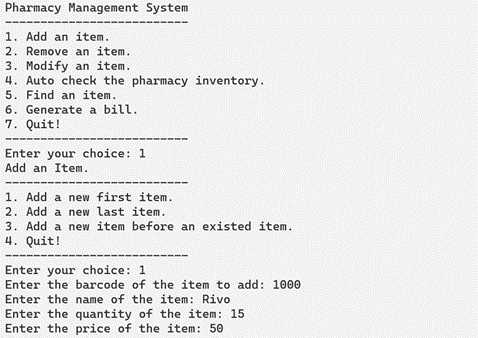 Pharmacy Management System
--------------------------
1. Add an item.
2. Remove an item.
3. Modify an item.
4. Auto check the pharmacy inventory.
5. Find an item.
6. Generate a bill.
7. Quit!
--------------------------
Enter your choice: 1
Add an Item.
--------------------------
1. Add a new first item.
2. Add a new last item.
3. Add a new item before an existed item.
4. Quit!
--------------------------
Enter your choice: 1
Enter the barcode of the item to add: 1000
Enter the name of the item: Rivo
Enter the quantity of the item: 15
Enter the price of the item: 50